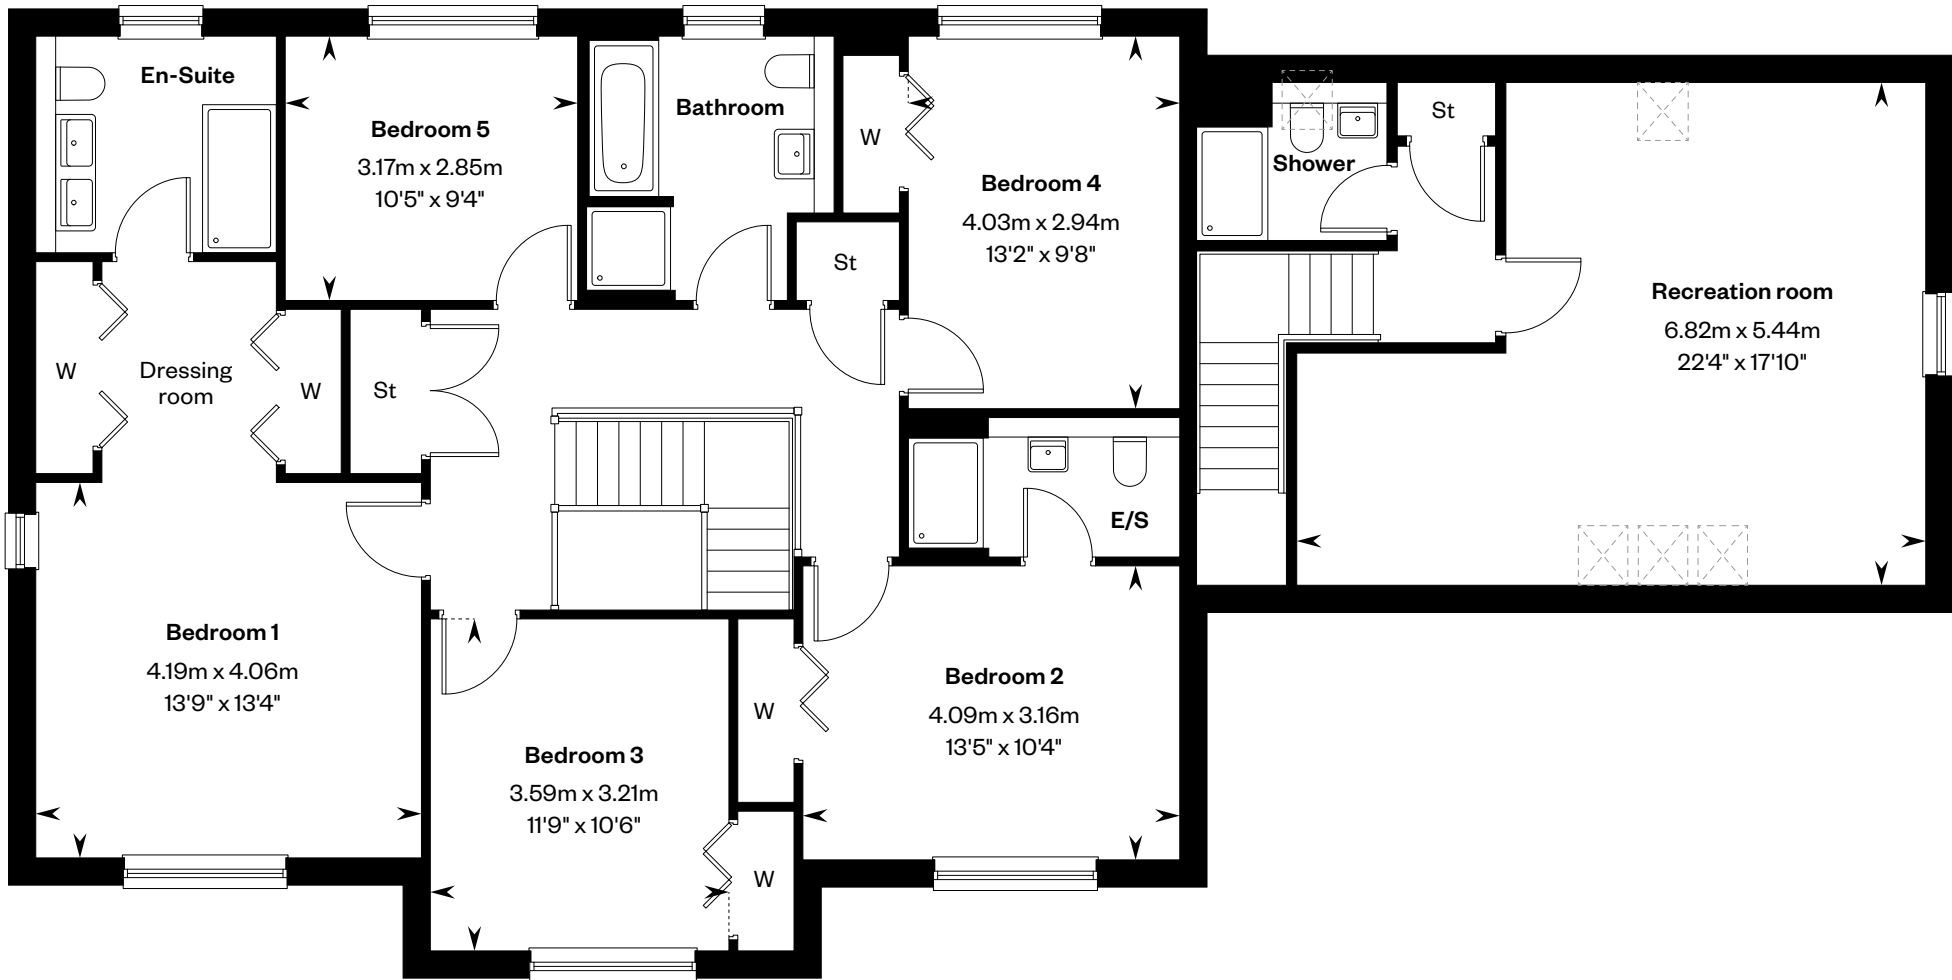 En-Suite
Bedroom 5
3.17m x 2.85m
10'5" x 9'4"
Bathroom
W
Bedroom 4
4.03m x 2.94m
13'2" x 9'8"
St
Shower
St
Recreation room
6.82m x 5.44m
22'4" x 17'10"
W
Dressing
room
W
St
E/S
Bedroom 1
4.19m x 4.06m
13'9" x 13'4"
Bedroom 3
3.59m x 3.21m
11'9" x 10'6"
W
W
Bedroom 2
4.09m x 3.16m
13'5" x 10'4"